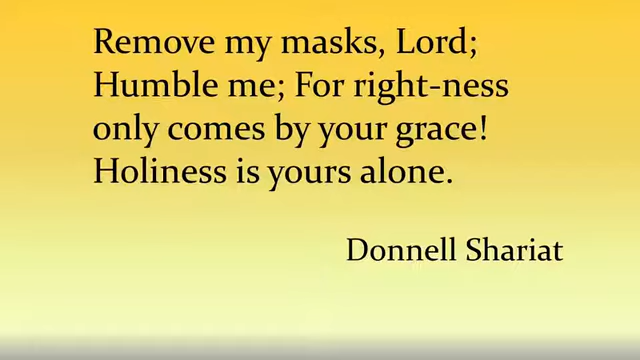 Remove my masks, Lord;
Humble me; For right-ness
only comes by your grace!
Holiness is yours alone.
Donnell Shariat